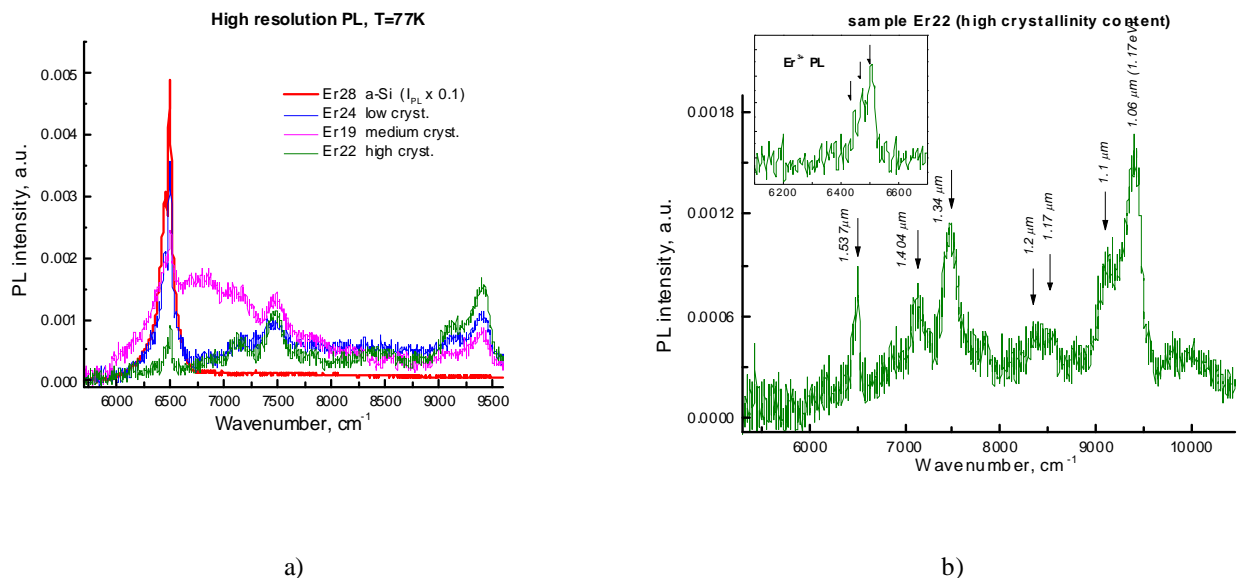 High resolution PL, T=77K
PL intensity, a.u.
0.005
0.004
0.003
0.002
0.001
0.000
Er28 a-Si (I_PL x 0.1)
Er24 low cryst.
Er19 medium cryst.
Er22 high cryst.
6000 6500 7000 7500 8000 8500 9000 9500
Wavenumber, cm⁻¹
a)
sample Er22 (high crystallinity content)
PL intensity, a.u.
0.0018
0.0012
0.0006
0.0000
Er³⁺ PL
6200 6400 6600
1.537μm
1.404 μm
1.34 μm
1.2 μm
1.17 μm
1.1 μm
1.06 μm (1.17eV)
6000 7000 8000 9000 10000
Wavenumber, cm⁻¹
b)